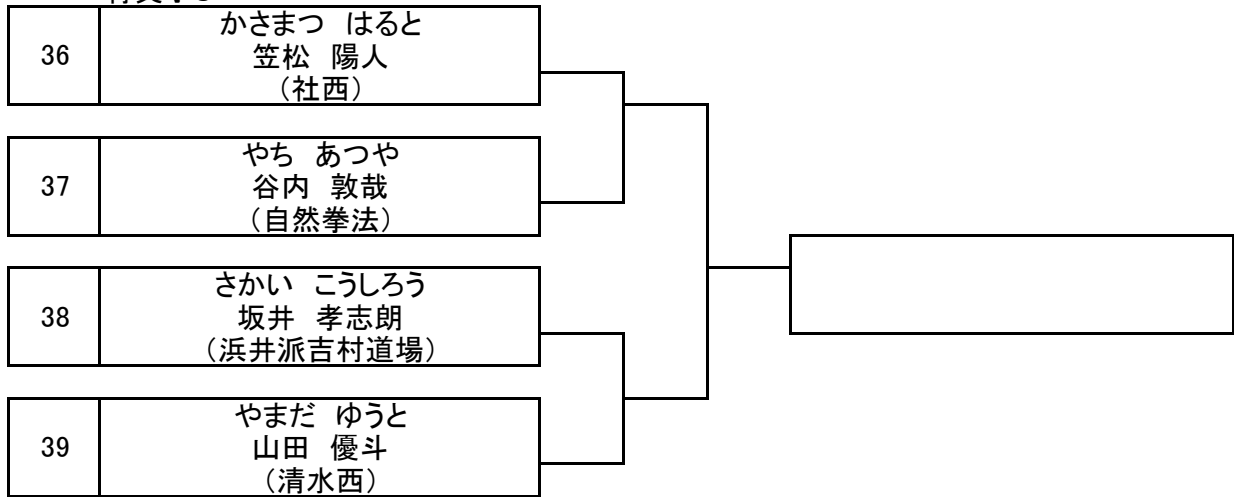 36
かさまつ はると
笠松 陽人
（社西）
37
やち あつや
谷内 敦哉
（自然拳法）
38
さかい こうしろう
坂井 孝志朗
（浜井派吉村道場）
39
やまだ ゆうと
山田 優斗
（清水西）